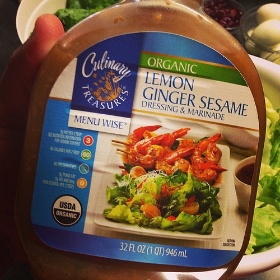 Culinary
TREASURES
MENU WISE
ORGANIC
LEMON
GINGER SESAME
DRESSING & MARINADE
3
USDA
ORGANIC
32 FL OZ (1 QT) 946 mL